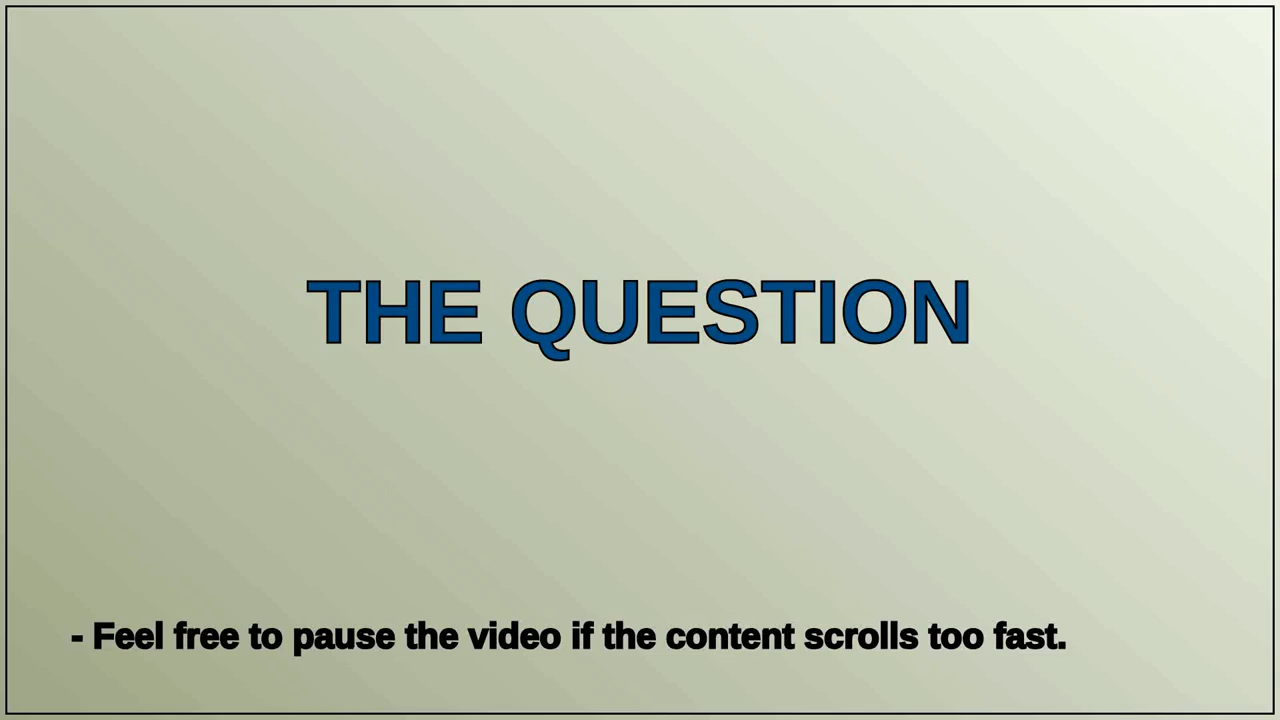 THE QUESTION
- Feel free to pause the video if the content scrolls too fast.